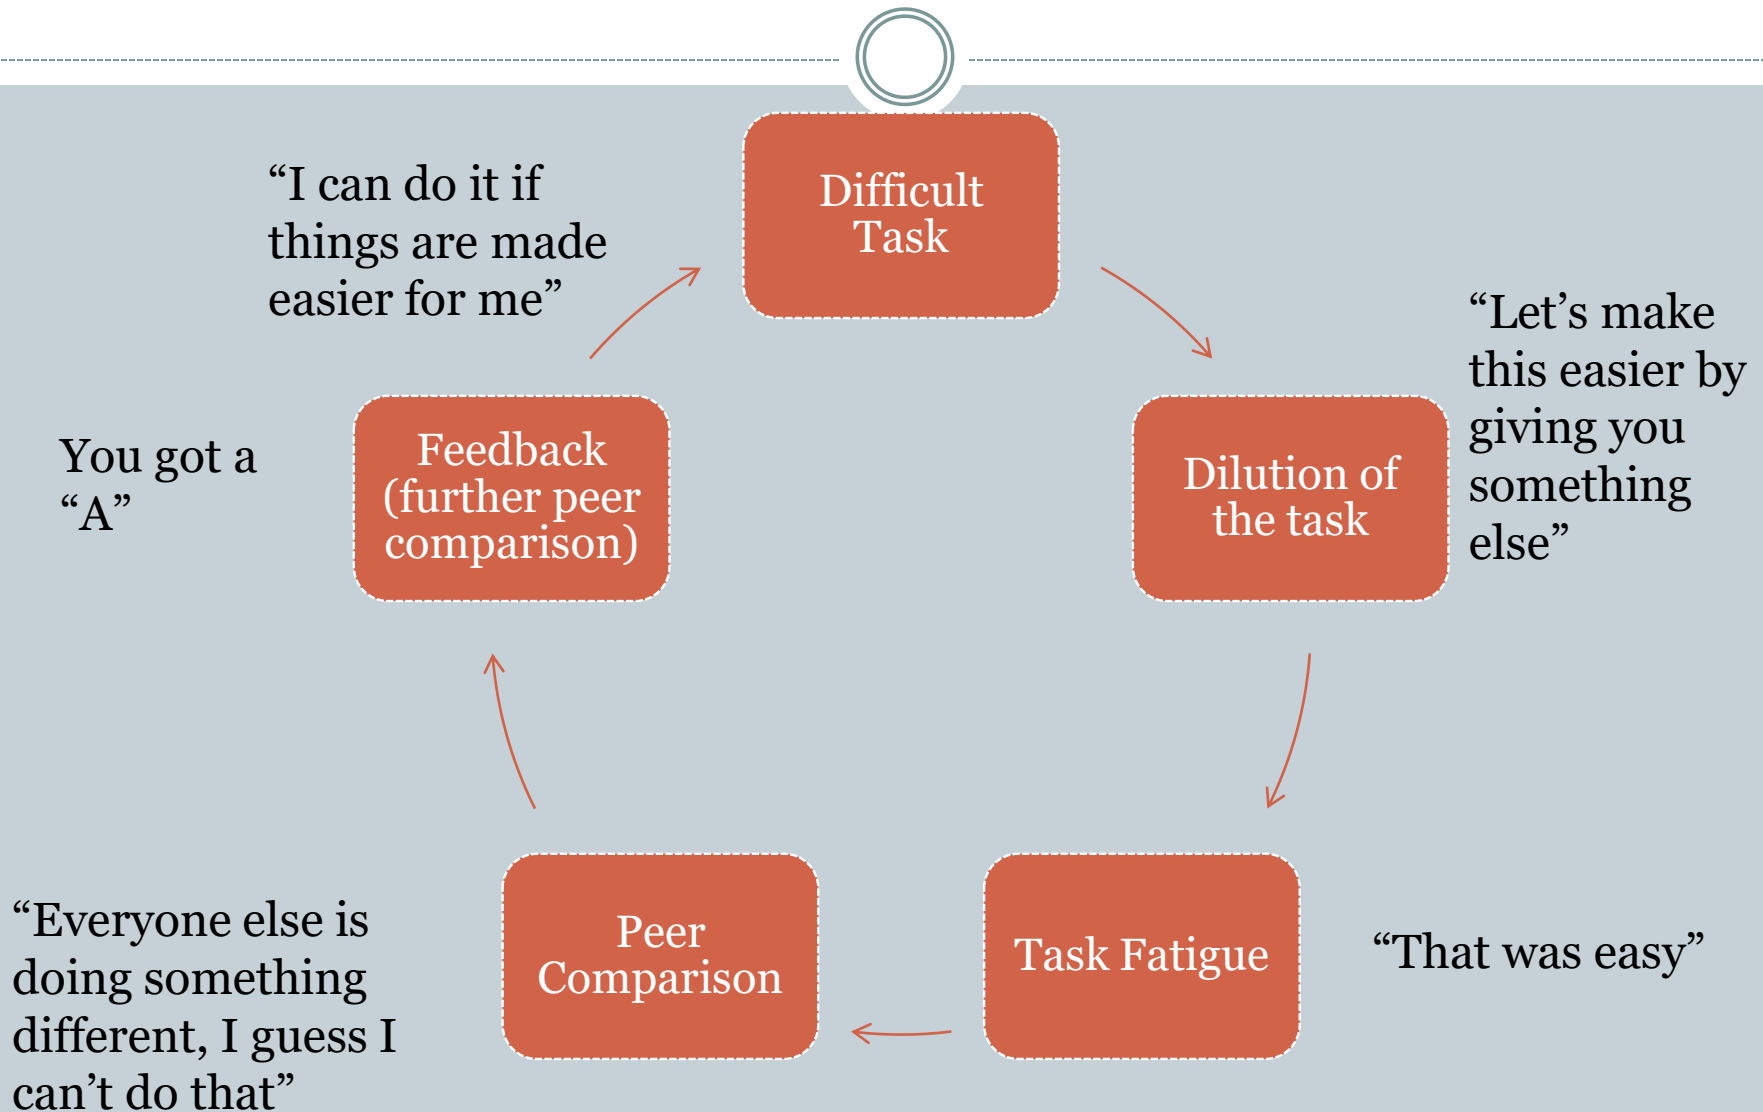 Difficult
Task
“I can do it if
things are made
easier for me”
“Let’s make
this easier by
giving you
something
else”
Dilution of
the task
Feedback
(further peer
comparison)
You got a
“A”
Task Fatigue
“That was easy”
Peer
Comparison
“Everyone else is
doing something
different, I guess I
can’t do that”